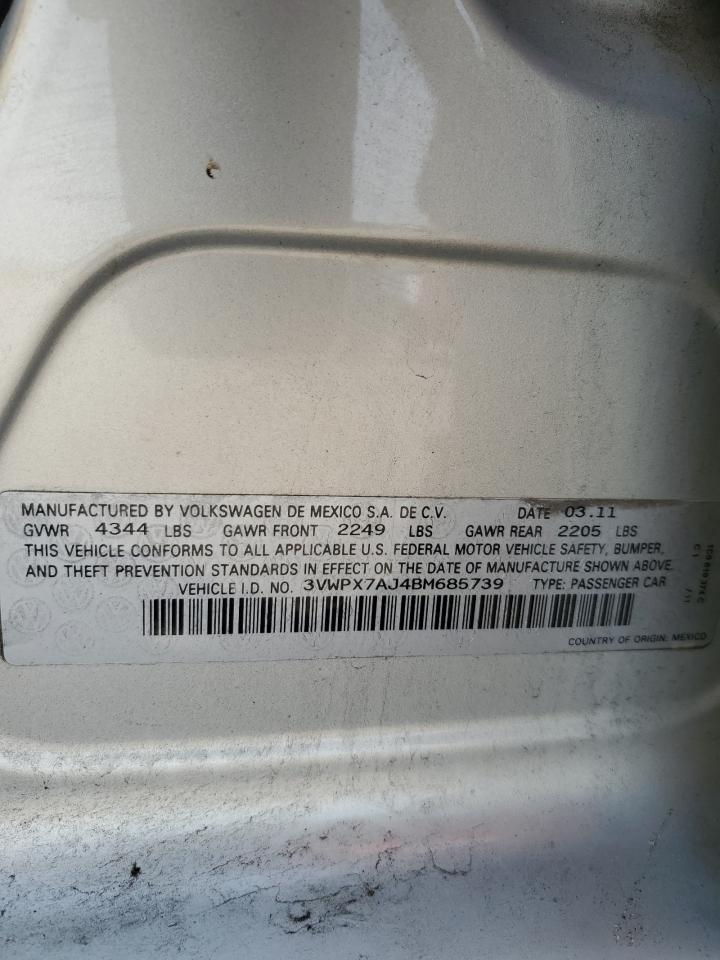 MANUFACTURED BY VOLKSWAGEN DE MEXICO S.A. DE C.V. DATE 03.11
GVWR 4344 LBS GAWR FRONT 2249 LBS GAWR REAR 2205 LBS
THIS VEHICLE CONFORMS TO ALL APPLICABLE U.S. FEDERAL MOTOR VEHICLE SAFETY, BUMPER,
AND THEFT PREVENTION STANDARDS IN EFFECT ON THE DATE OF MANUFACTURE SHOWN ABOVE.
VEHICLE I.D. NO. 3VWPX7AJ4BM685739 TYPE: PASSENGER CAR
COUNTRY OF ORIGIN: MEXICO